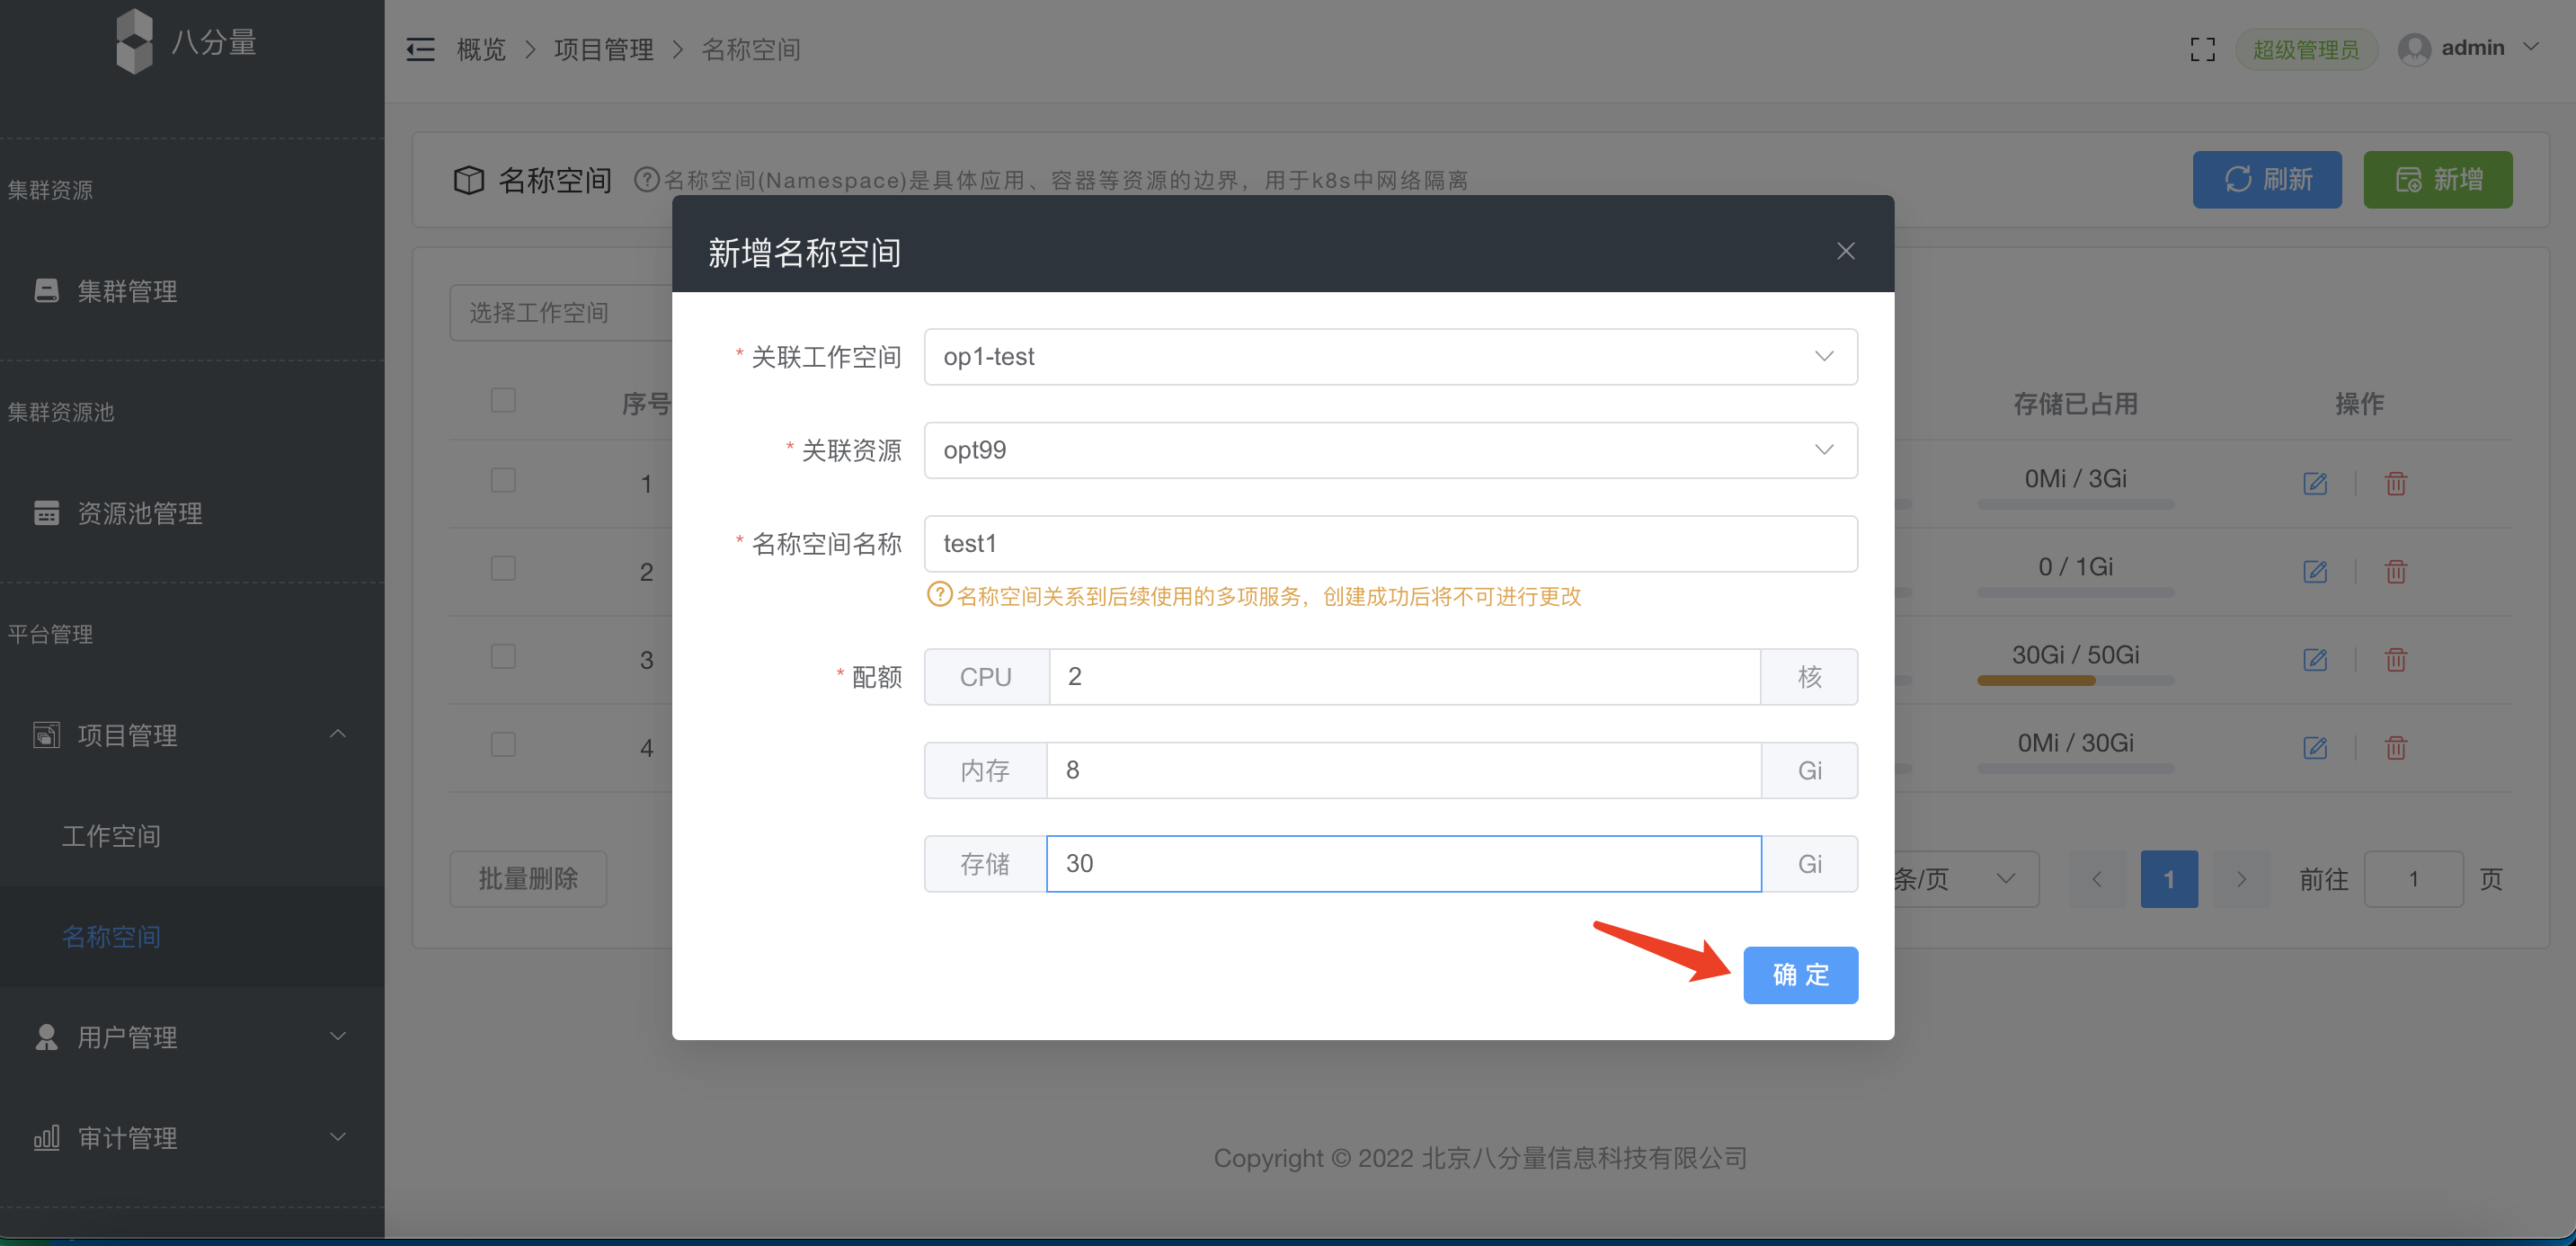 八分量
概览 > 项目管理 > 名称空间
超级管理员
admin
集群资源
集群管理
集群资源池
资源池管理
平台管理
项目管理
工作空间
名称空间
用户管理
审计管理
名称空间
名称空间(Namespace)是具体应用、容器等资源的边界，用于k8s中网络隔离
刷新
新增
选择工作空间
序号
存储已占用
操作
1
0Mi / 3Gi
2
0 / 1Gi
3
30Gi / 50Gi
4
0Mi / 30Gi
批量删除
条/页
1
前往
1
页
新增名称空间
* 关联工作空间
op1-test
* 关联资源
opt99
* 名称空间名称
test1
名称空间关系到后续使用的多项服务，创建成功后将不可进行更改
* 配额
CPU
2
核
内存
8
Gi
存储
30
Gi
确 定
Copyright © 2022 北京八分量信息科技有限公司